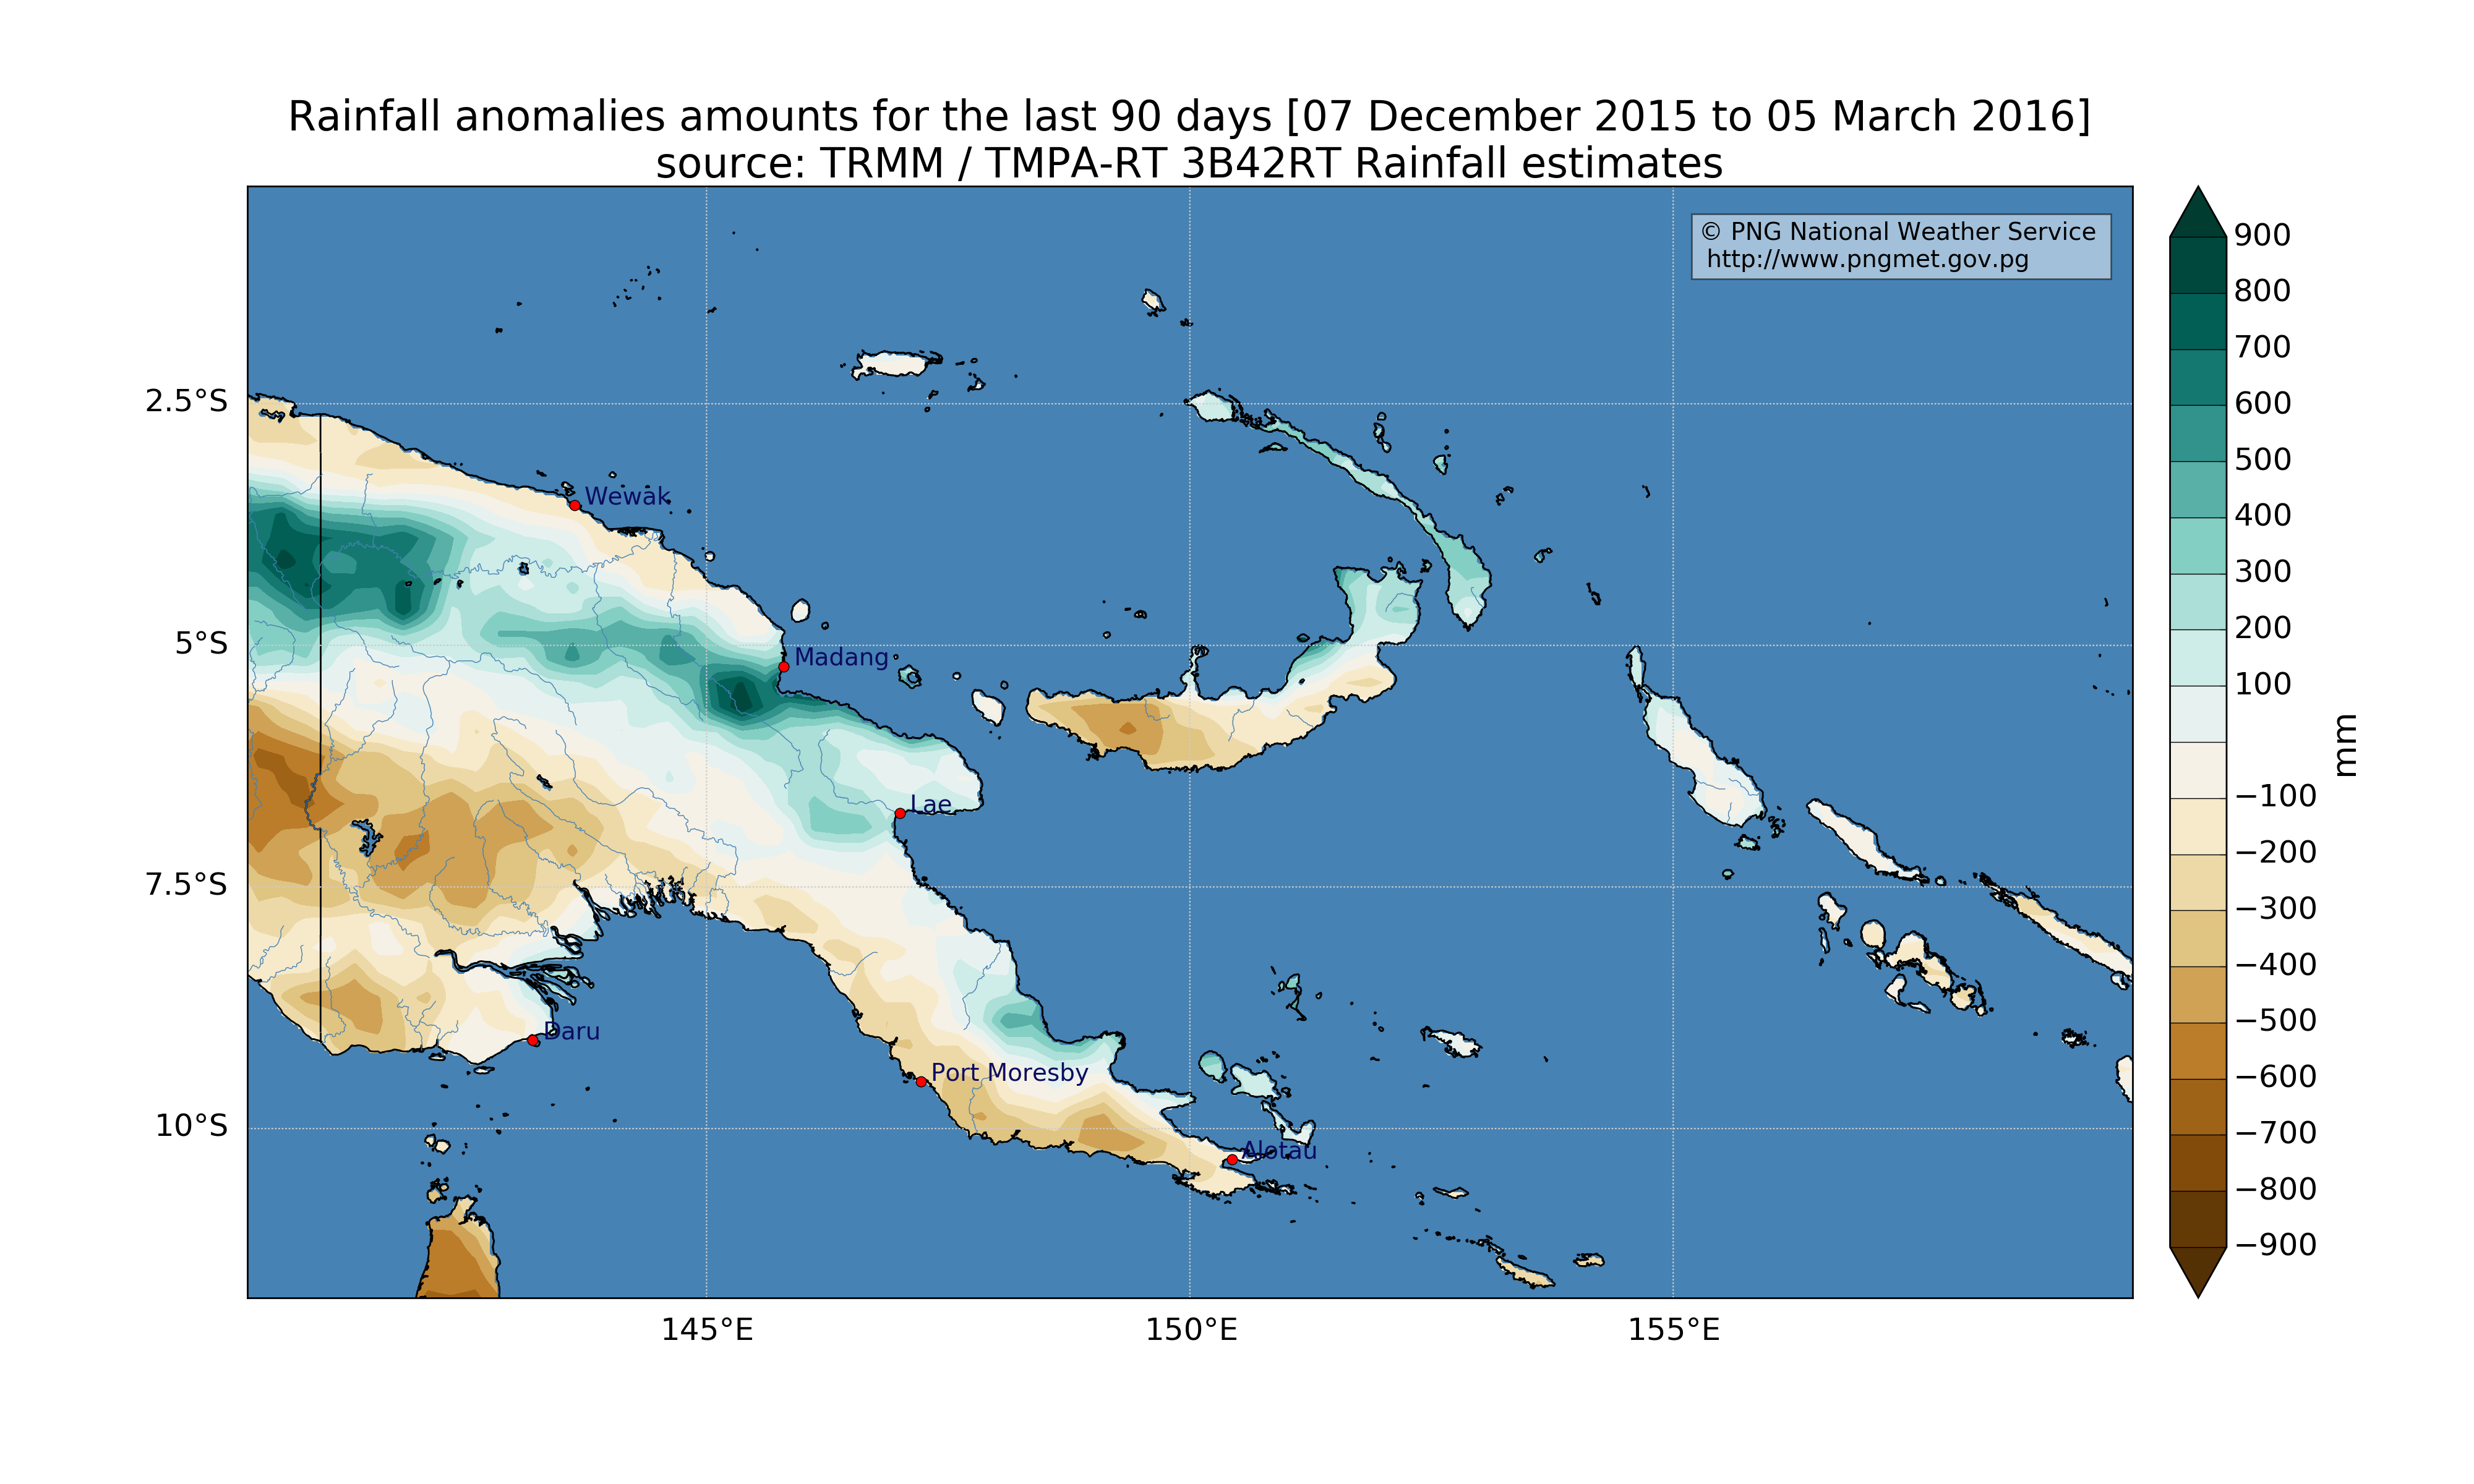 Rainfall anomalies amounts for the last 90 days [07 December 2015 to 05 March 2016]
source: TRMM / TMPA-RT 3B42RT Rainfall estimates
© PNG National Weather Service
http://www.pngmet.gov.pg
2.5°S
5°S
7.5°S
10°S
Wewak
Madang
Lae
Daru
Port Moresby
Alotau
145°E
150°E
155°E
900
800
700
600
500
400
300
200
100
−100
−200
−300
−400
−500
−600
−700
−800
−900
mm